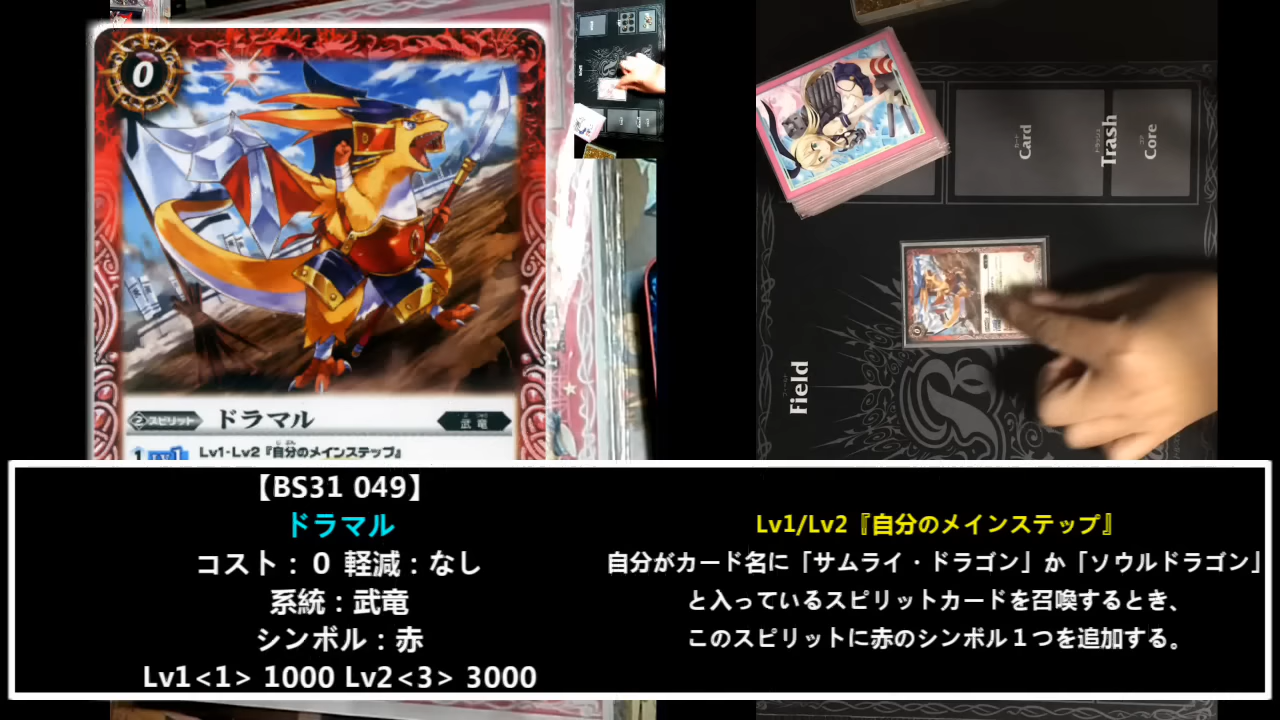 0
②スピリット ドラマル 武竜
1 LV1 Lv1・Lv2『自分のメインステップ』
Card
Trash
Core
Field
【BS31 049】
ドラマル
コスト：０ 軽減：なし
系統：武竜
シンボル：赤
Lv1<1> 1000 Lv2<3> 3000
Lv1/Lv2『自分のメインステップ』
自分がカード名に「サムライ・ドラゴン」か「ソウルドラゴン」
と入っているスピリットカードを召喚するとき、
このスピリットに赤のシンボル１つを追加する。